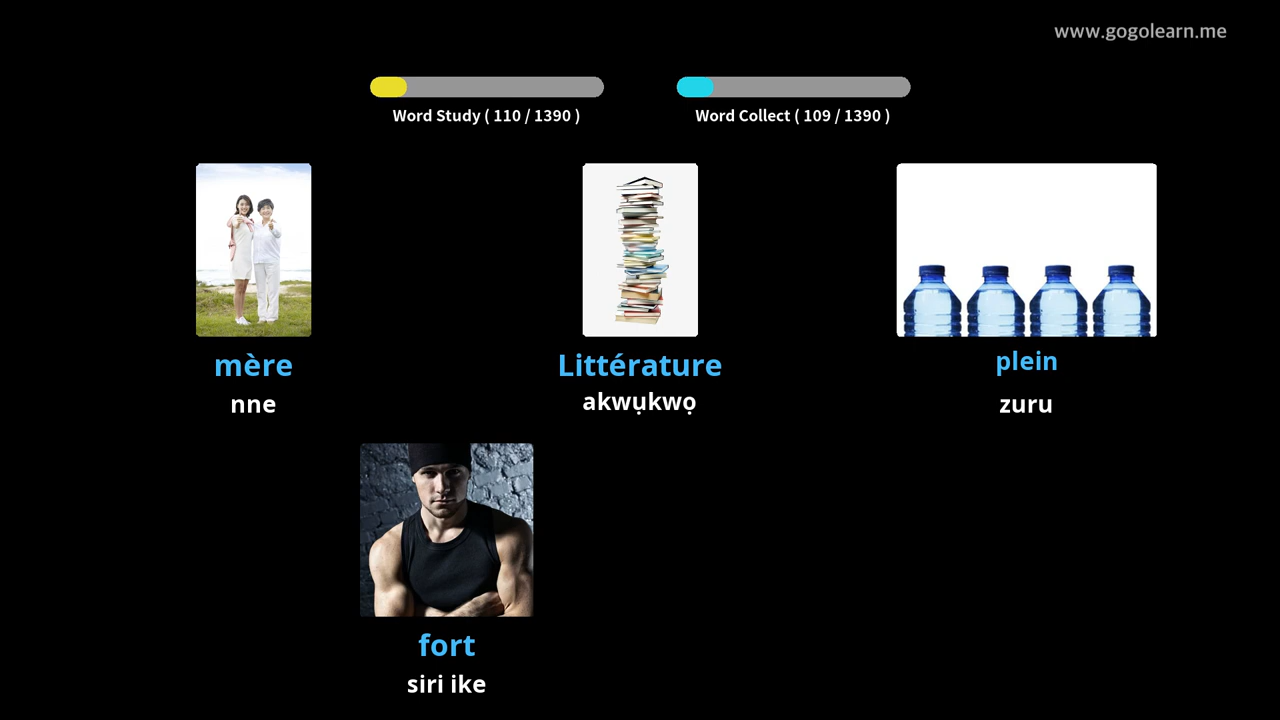 www.gogolearn.me
Word Study ( 110 / 1390 )
Word Collect ( 109 / 1390 )
mère
nne
Littérature
akwụkwọ
plein
zuru
fort
siri ike